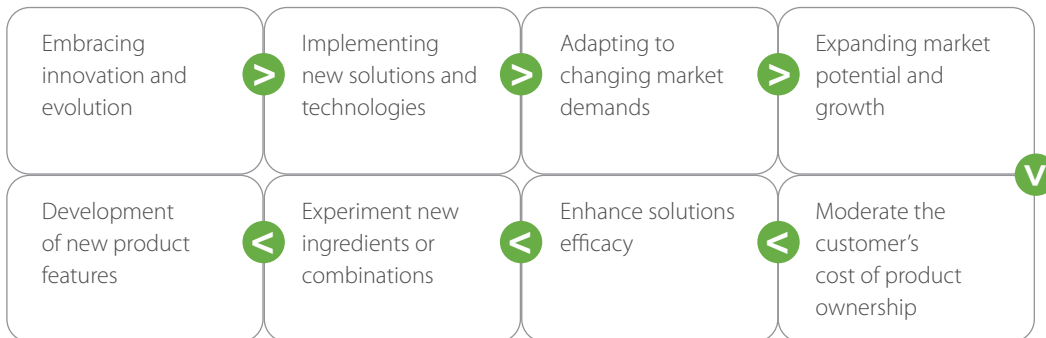 Embracing
innovation and
evolution
>
Implementing
new solutions and
technologies
>
Adapting to
changing market
demands
>
Expanding market
potential and
growth
V
Moderate the
customer’s
cost of product
ownership
<
Enhance solutions
efficacy
<
Experiment new
ingredients or
combinations
<
Development
of new product
features